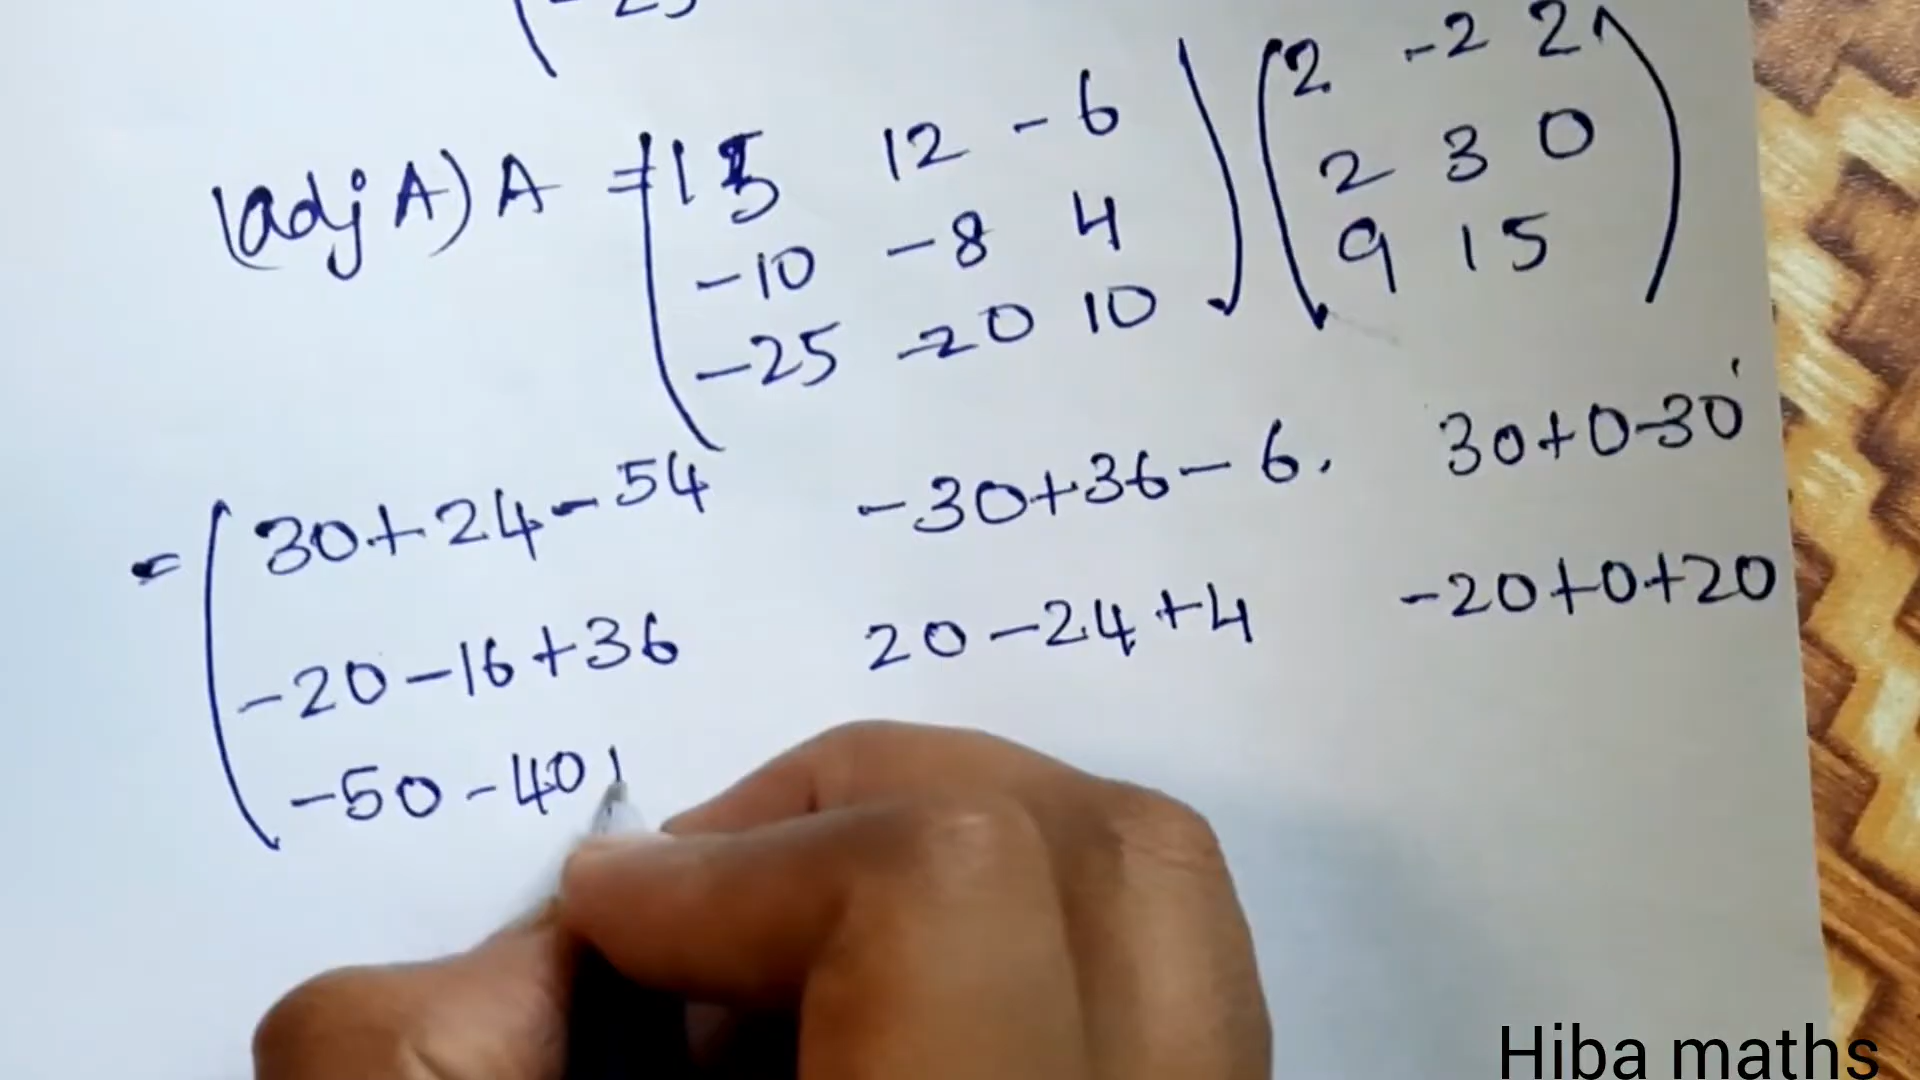 -25
(adj A) A = ( 15 12 -6 ) ( 2 -2 2 )
-10 -8 4 2 3 0
-25 -20 10 9 1 5
= ( 30+24-54 -30+36-6. 30+0-30
-20-16+36 20-24+4 -20+0+20
-50-40
Hiba maths